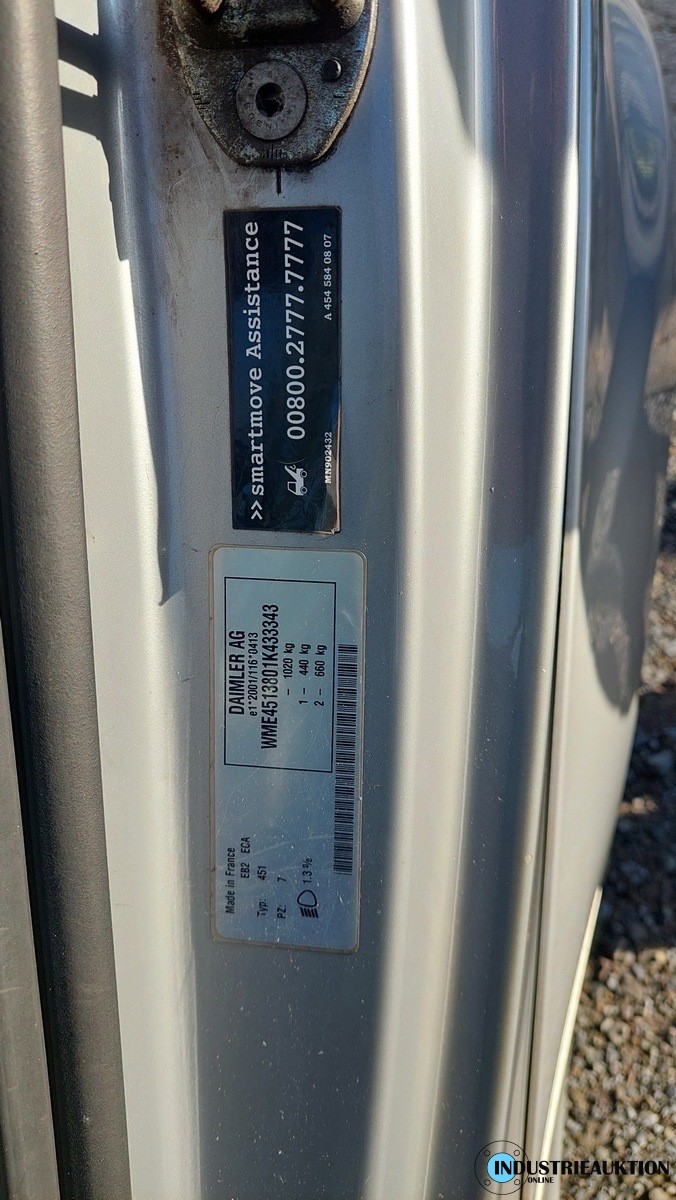 >> smartmove Assistance
00800.2777.7777
MN902432
A 454 584 08 07
DAIMLER AG
e1*2001/116*0413
WME4513801K433343
– 1020 kg
1 – 440 kg
2 – 660 kg
Made in France
EB2 ECA
Typ: 451
PZ: 7
1.3 %
INDUSTRIEAUKTION
ONLINE